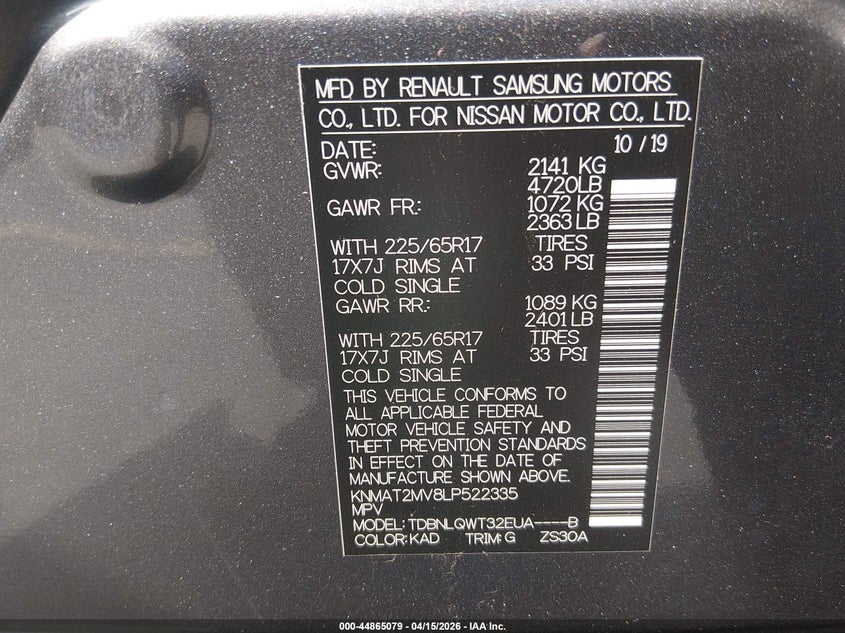 MFD BY RENAULT SAMSUNG MOTORS
CO., LTD. FOR NISSAN MOTOR CO., LTD.
DATE: 10 / 19
GVWR: 2141 KG
4720LB
GAWR FR.: 1072 KG
2363 LB
WITH 225/65R17 TIRES
17X7J RIMS AT 33 PSI
COLD SINGLE
GAWR RR.: 1089 KG
2401 LB
WITH 225/65R17 TIRES
17X7J RIMS AT 33 PSI
COLD SINGLE
THIS VEHICLE CONFORMS TO
ALL APPLICABLE FEDERAL
MOTOR VEHICLE SAFETY AND
THEFT PREVENTION STANDARDS
IN EFFECT ON THE DATE OF
MANUFACTURE SHOWN ABOVE.
KNMAT2MV8LP522335
MPV
MODEL: TDBNLQWT32EUA----B
COLOR: KAD TRIM: G ZS30A
000-44865079 - 04/15/2026 - IAA Inc.